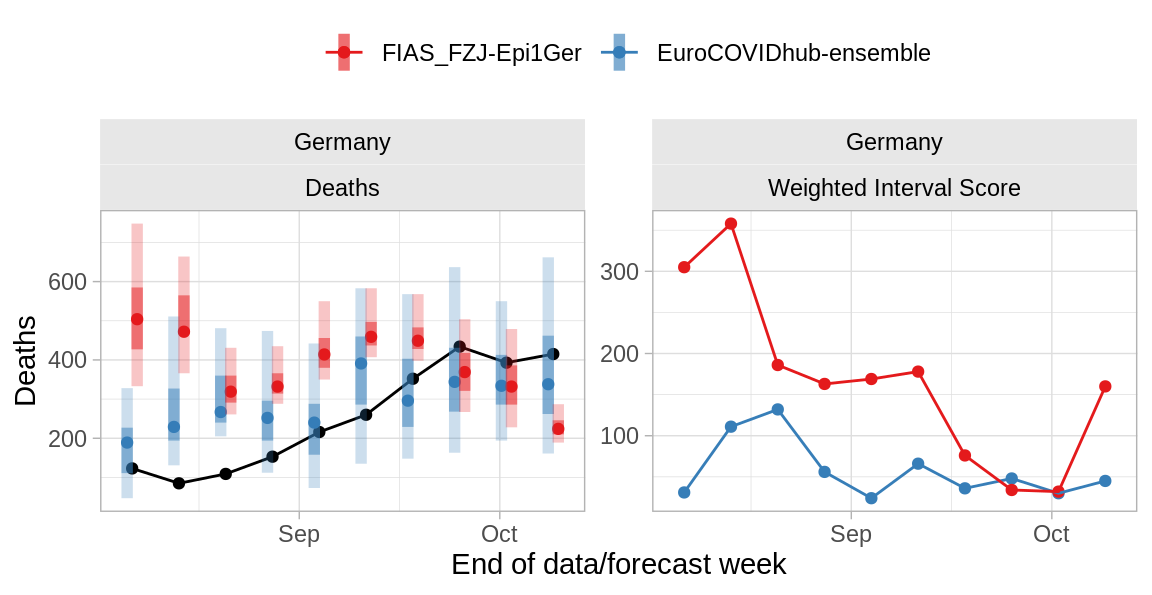 FIAS_FZJ-Epi1Ger EuroCOVIDhub-ensemble
Germany
Deaths
Germany
Weighted Interval Score
Deaths
600
400
200
300
200
100
Sep
Oct
Sep
Oct
End of data/forecast week